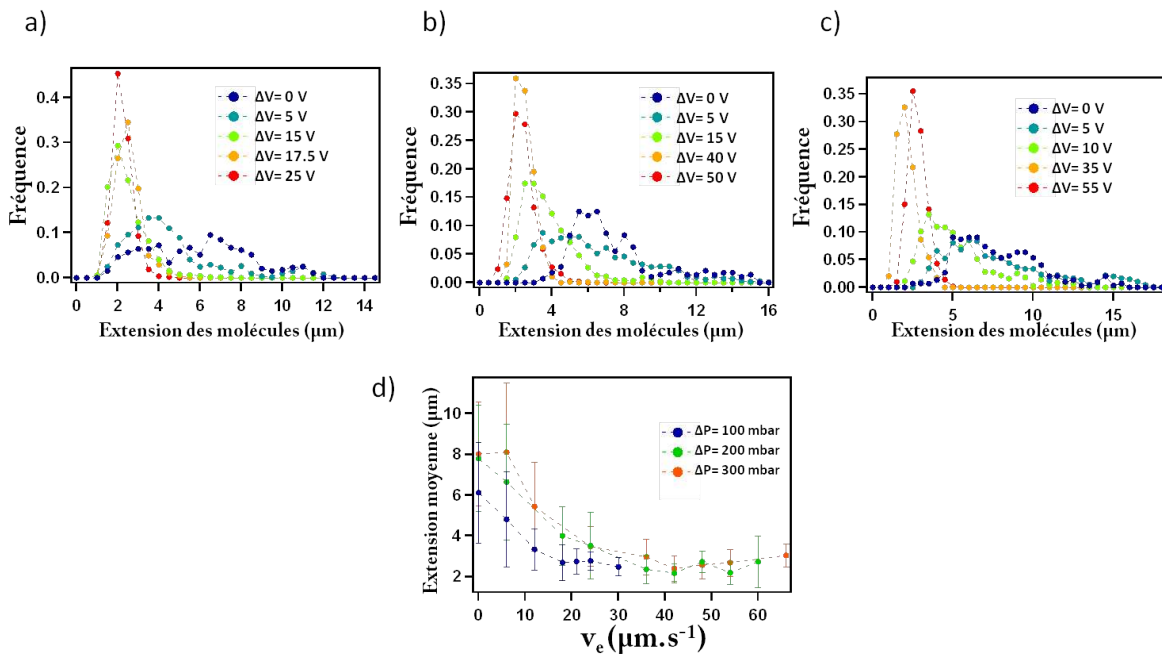 a)
Fréquence
0.4
0.3
0.2
0.1
0.0
ΔV= 0 V
ΔV= 5 V
ΔV= 15 V
ΔV= 17.5 V
ΔV= 25 V
0 2 4 6 8 10 12 14
Extension des molécules (µm)
b)
Fréquence
0.35
0.30
0.25
0.20
0.15
0.10
0.05
0.00
ΔV= 0 V
ΔV= 5 V
ΔV= 15 V
ΔV= 40 V
ΔV= 50 V
0 4 8 12 16
Extension des molécules (µm)
c)
Fréquence
0.35
0.30
0.25
0.20
0.15
0.10
0.05
0.00
ΔV= 0 V
ΔV= 5 V
ΔV= 10 V
ΔV= 35 V
ΔV= 55 V
0 5 10 15
Extension des molécules (µm)
d)
Extension moyenne (µm)
10
8
6
4
2
ΔP= 100 mbar
ΔP= 200 mbar
ΔP= 300 mbar
0 10 20 30 40 50 60
v_e (µm.s⁻¹)